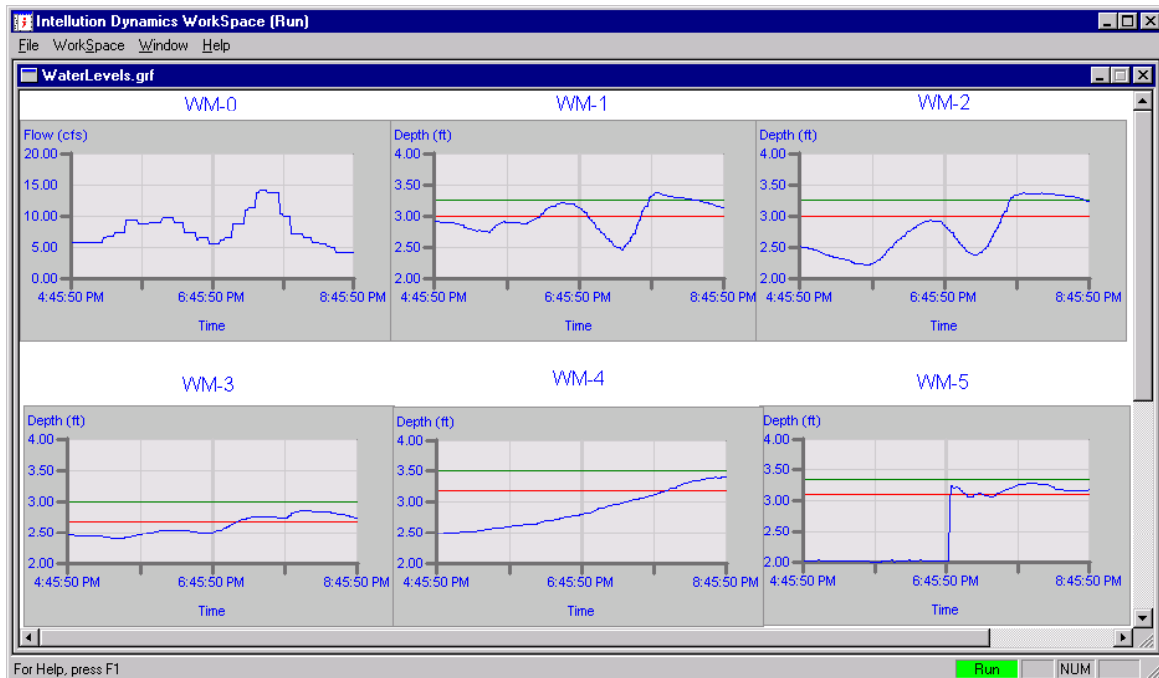 Intellution Dynamics WorkSpace (Run)
File WorkSpace Window Help
WaterLevels.grf
WM-0
Flow (cfs)
20.00
15.00
10.00
5.00
0.00
4:45:50 PM 6:45:50 PM 8:45:50 PM
Time
WM-1
Depth (ft)
4.00
3.50
3.00
2.50
2.00
4:45:50 PM 6:45:50 PM 8:45:50 PM
Time
WM-2
Depth (ft)
4.00
3.50
3.00
2.50
2.00
4:45:50 PM 6:45:50 PM 8:45:50 PM
Time
WM-3
Depth (ft)
4.00
3.50
3.00
2.50
2.00
4:45:50 PM 6:45:50 PM 8:45:50 PM
Time
WM-4
Depth (ft)
4.00
3.50
3.00
2.50
2.00
4:45:50 PM 6:45:50 PM 8:45:50 PM
Time
WM-5
Depth (ft)
4.00
3.50
3.00
2.50
2.00
4:45:50 PM 6:45:50 PM 8:45:50 PM
Time
For Help, press F1
Run NUM